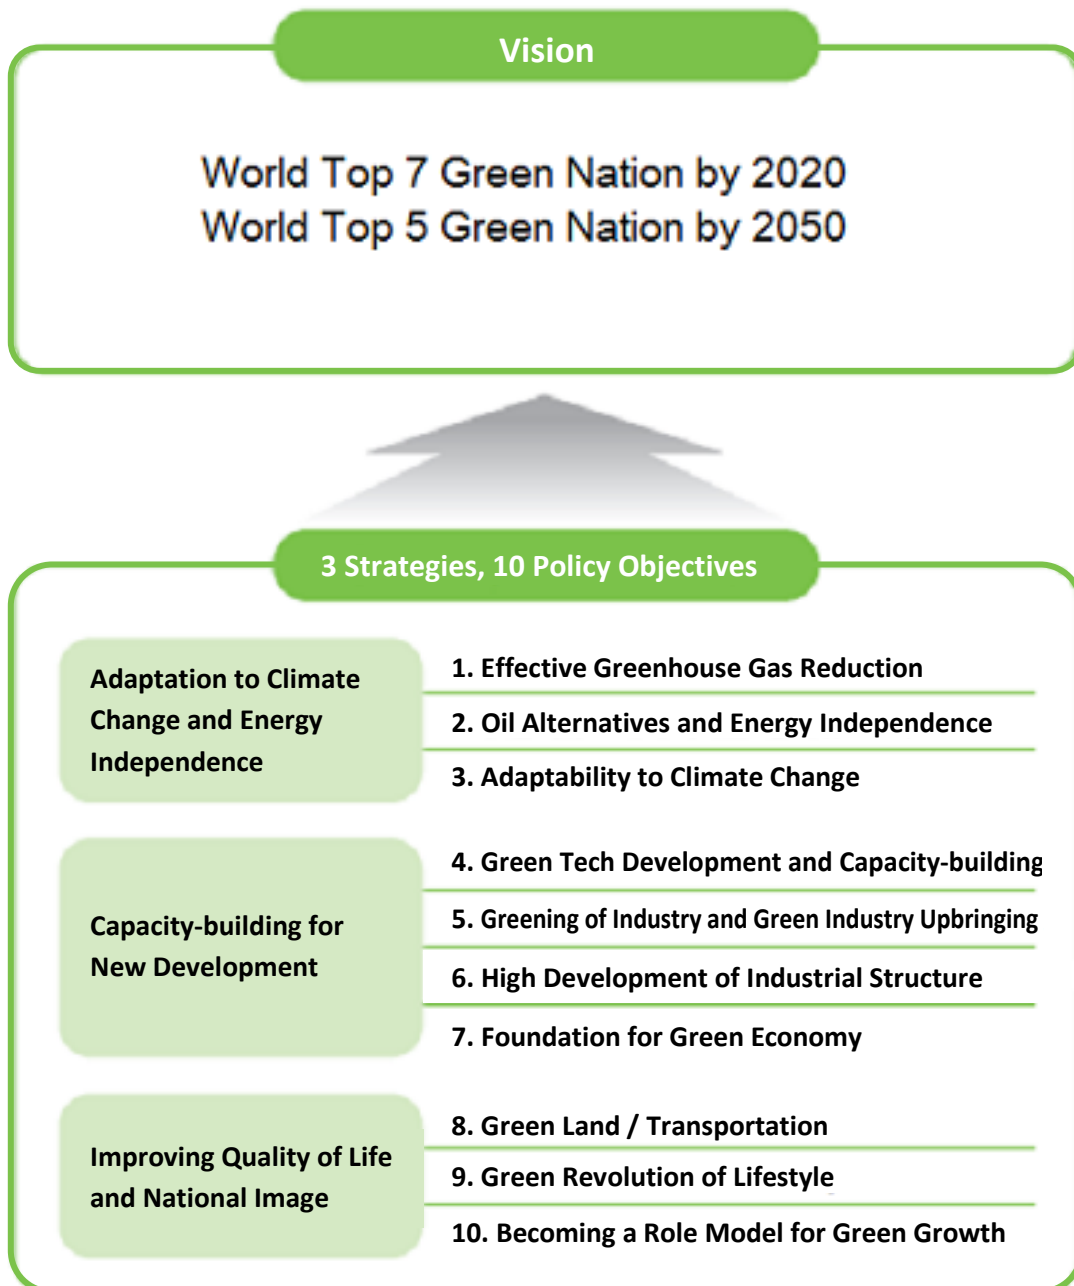 Vision
World Top 7 Green Nation by 2020
World Top 5 Green Nation by 2050
3 Strategies, 10 Policy Objectives
Adaptation to Climate
Change and Energy
Independence
1. Effective Greenhouse Gas Reduction
2. Oil Alternatives and Energy Independence
3. Adaptability to Climate Change
Capacity-building for
New Development
4. Green Tech Development and Capacity-building
5. Greening of Industry and Green Industry Upbringing
6. High Development of Industrial Structure
7. Foundation for Green Economy
Improving Quality of Life
and National Image
8. Green Land / Transportation
9. Green Revolution of Lifestyle
10. Becoming a Role Model for Green Growth